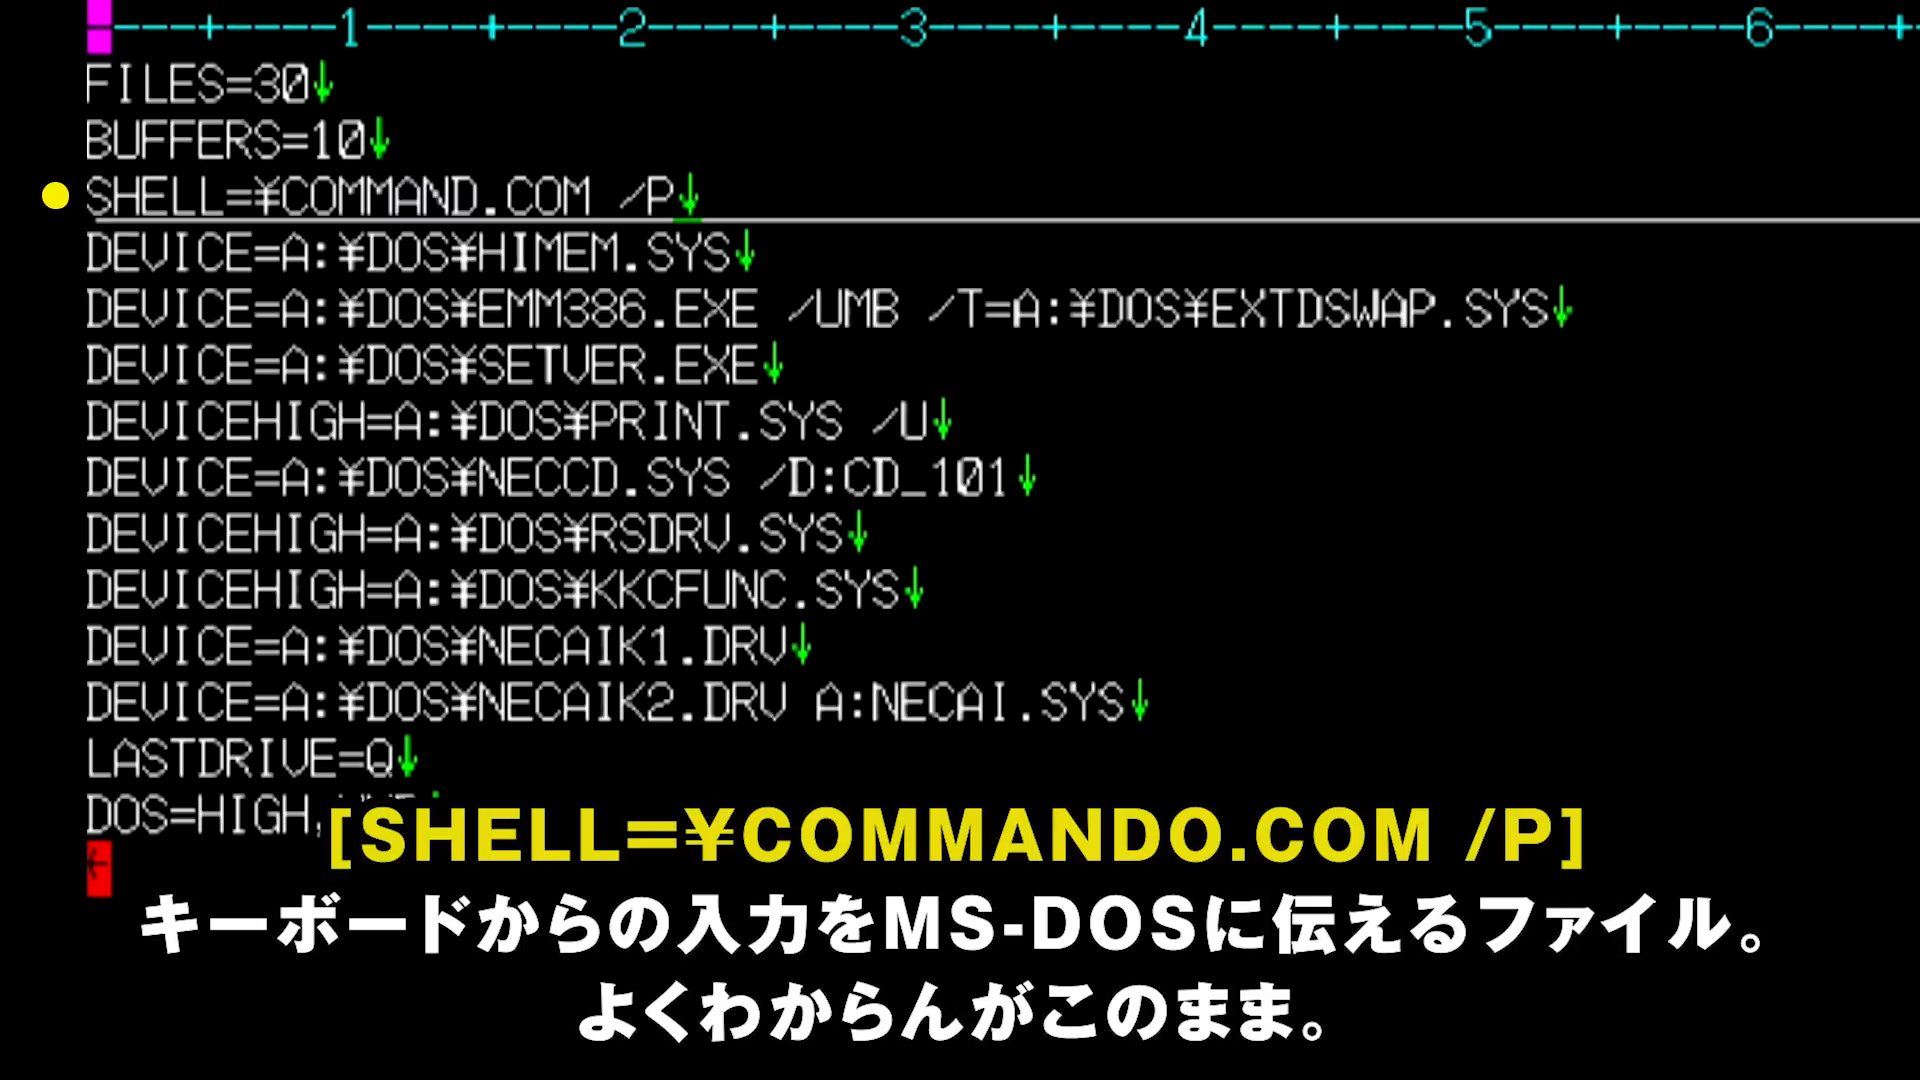 1 2 3 4 5 6
FILES=30↓
BUFFERS=10↓
SHELL=¥COMMAND.COM /P↓
DEVICE=A:¥DOS¥HIMEM.SYS↓
DEVICE=A:¥DOS¥EMM386.EXE /UMB /T=A:¥DOS¥EXTDSWAP.SYS↓
DEVICE=A:¥DOS¥SETVER.EXE↓
DEVICEHIGH=A:¥DOS¥PRINT.SYS /U↓
DEVICE=A:¥DOS¥NECCD.SYS /D:CD_101↓
DEVICEHIGH=A:¥DOS¥RSDRV.SYS↓
DEVICEHIGH=A:¥DOS¥KKCFUNC.SYS↓
DEVICE=A:¥DOS¥NECAIK1.DRV↓
DEVICE=A:¥DOS¥NECAIK2.DRV A:NECAI.SYS↓
LASTDRIVE=Q↓
DOS=HIGH,
[SHELL=¥COMMANDO.COM /P]
キーボードからの入力をMS-DOSに伝えるファイル。
よくわからんがこのまま。